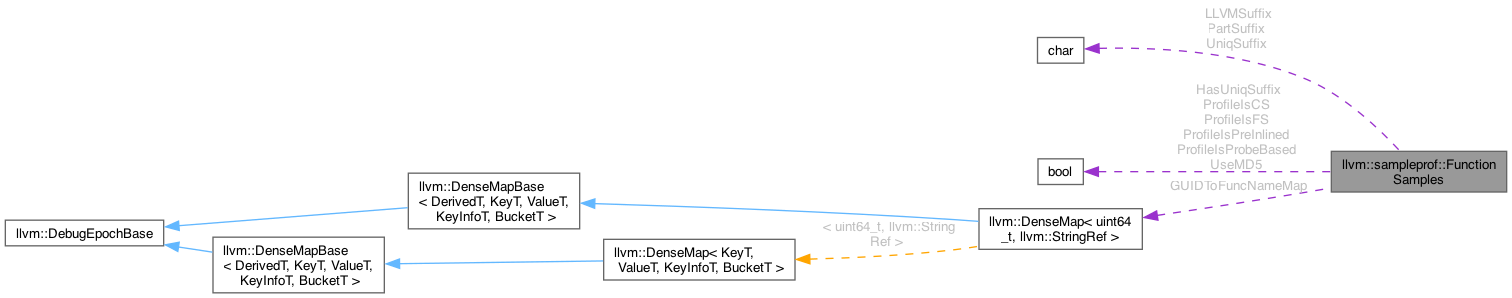 LLVMSuffix
PartSuffix
UniqSuffix
char
HasUniqSuffix
ProfileIsCS
ProfileIsFS
ProfileIsPreInlined
ProfileIsProbeBased
UseMD5
bool
llvm::sampleprof::Function
Samples
GUIDToFuncNameMap
llvm::DenseMapBase
< DerivedT, KeyT, ValueT,
KeyInfoT, BucketT >
llvm::DenseMap< uint64
_t, llvm::StringRef >
llvm::DebugEpochBase
< uint64_t, llvm::String
Ref >
llvm::DenseMapBase
< DerivedT, KeyT, ValueT,
KeyInfoT, BucketT >
llvm::DenseMap< KeyT,
ValueT, KeyInfoT, BucketT >